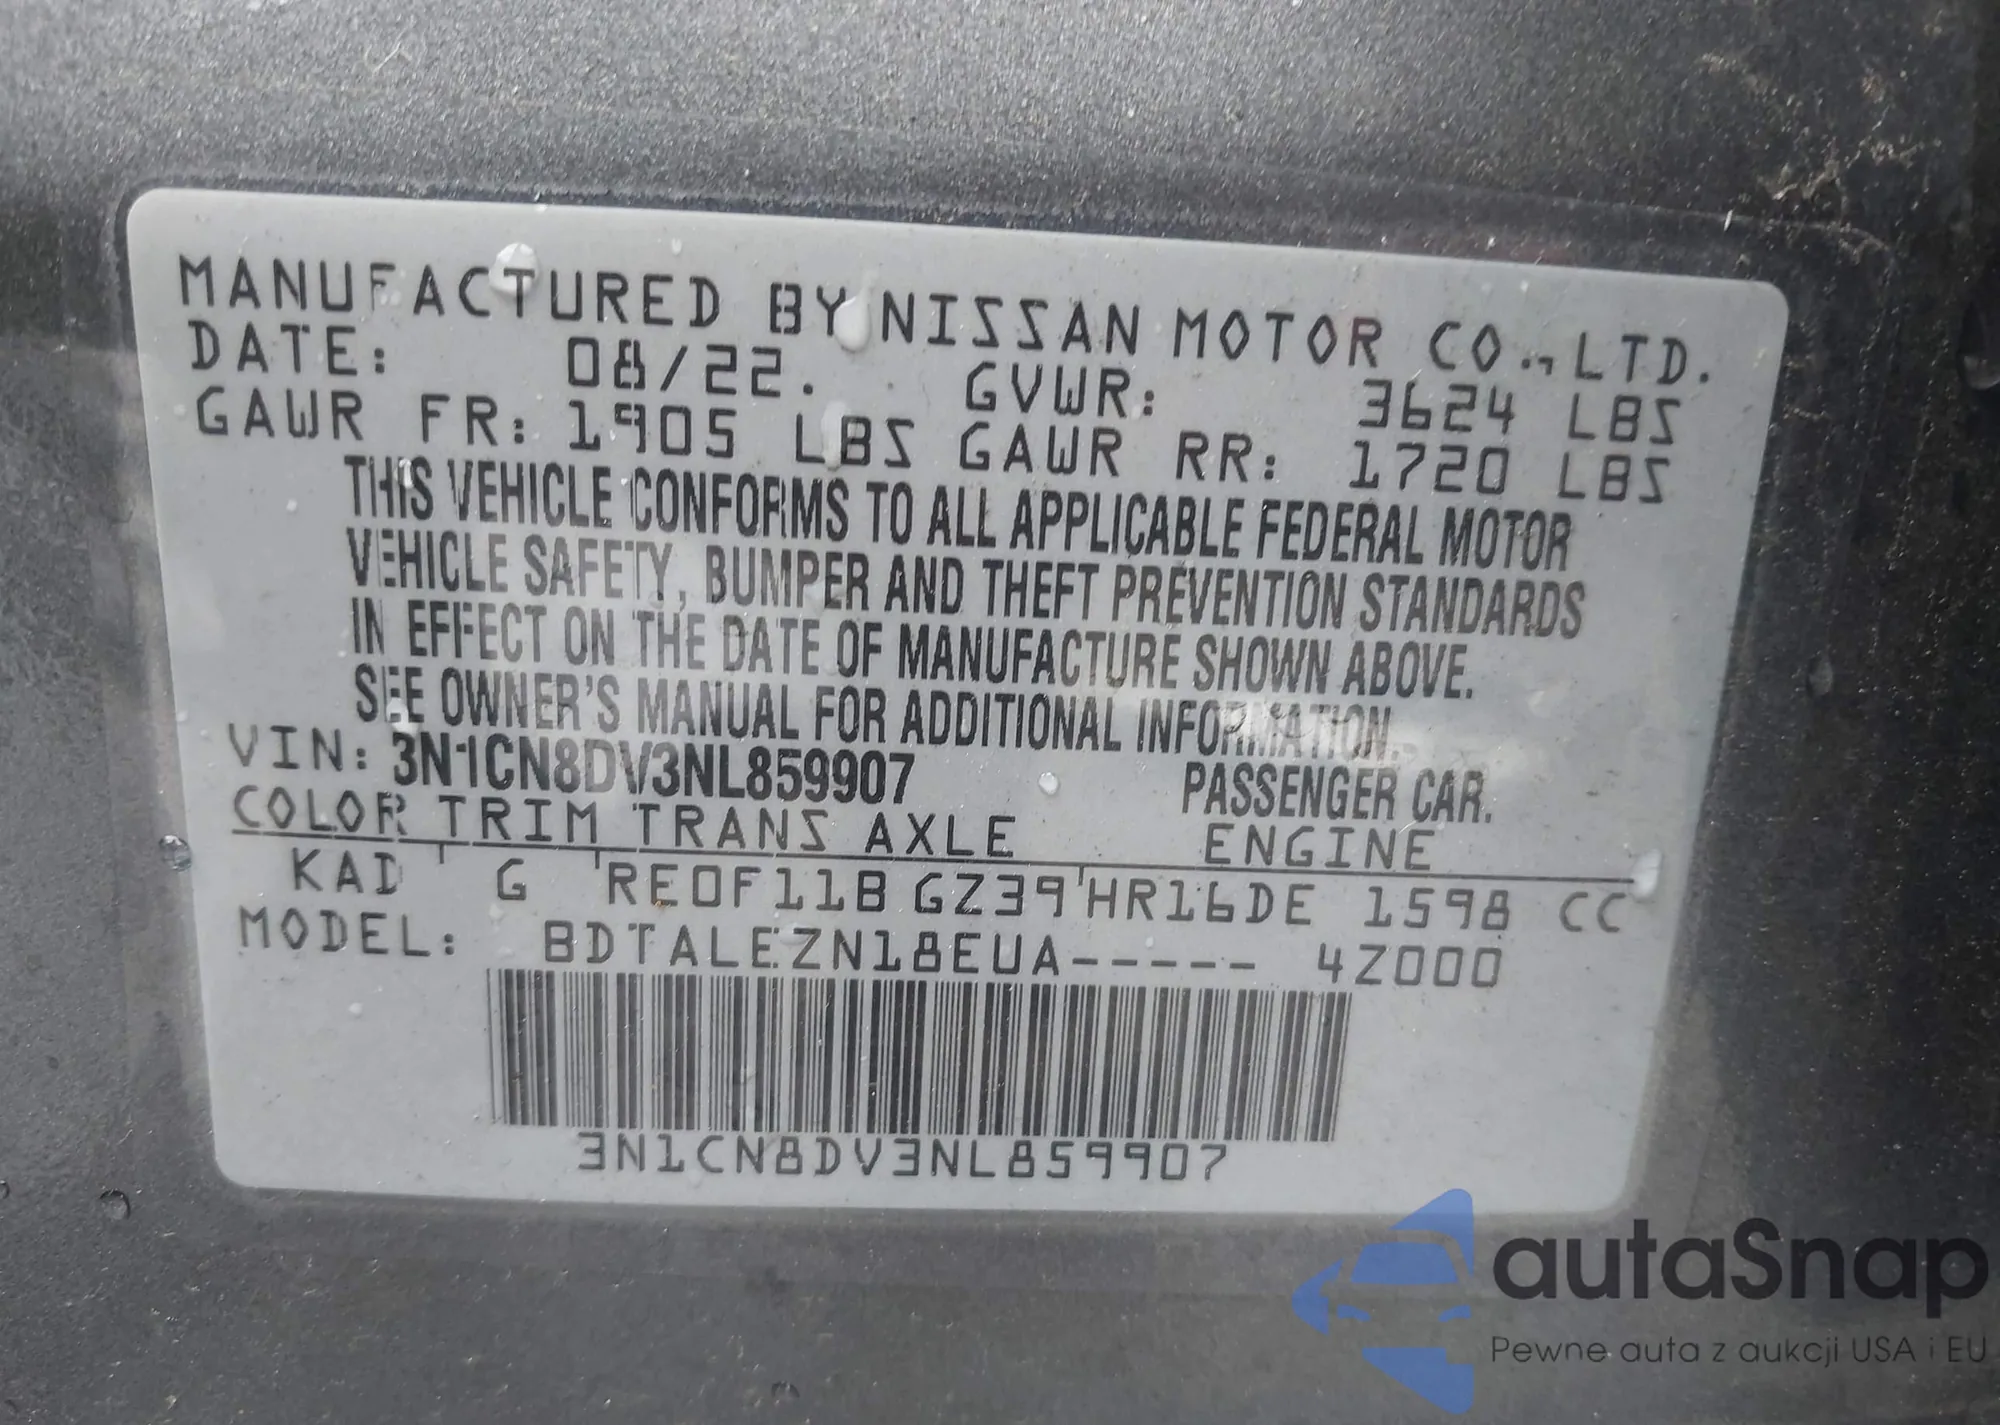 MANUFACTURED BY NISSAN MOTOR CO., LTD.
DATE: 08/22. GVWR: 3624 LBS
GAWR FR: 1905 LBS GAWR RR: 1720 LBS
THIS VEHICLE CONFORMS TO ALL APPLICABLE FEDERAL MOTOR
VEHICLE SAFETY, BUMPER AND THEFT PREVENTION STANDARDS
IN EFFECT ON THE DATE OF MANUFACTURE SHOWN ABOVE.
SEE OWNER'S MANUAL FOR ADDITIONAL INFORMATION.
VIN: 3N1CN8DV3NL859907 PASSENGER CAR.
COLOR TRIM TRANS AXLE ENGINE
KAD G RE0F11B GZ39 HR16DE 1598 CC
MODEL: BDTALEZN18EUA----- 4Z000
3N1CN8DV3NL859907
autaSnap
Pewne auta z aukcji USA i EU